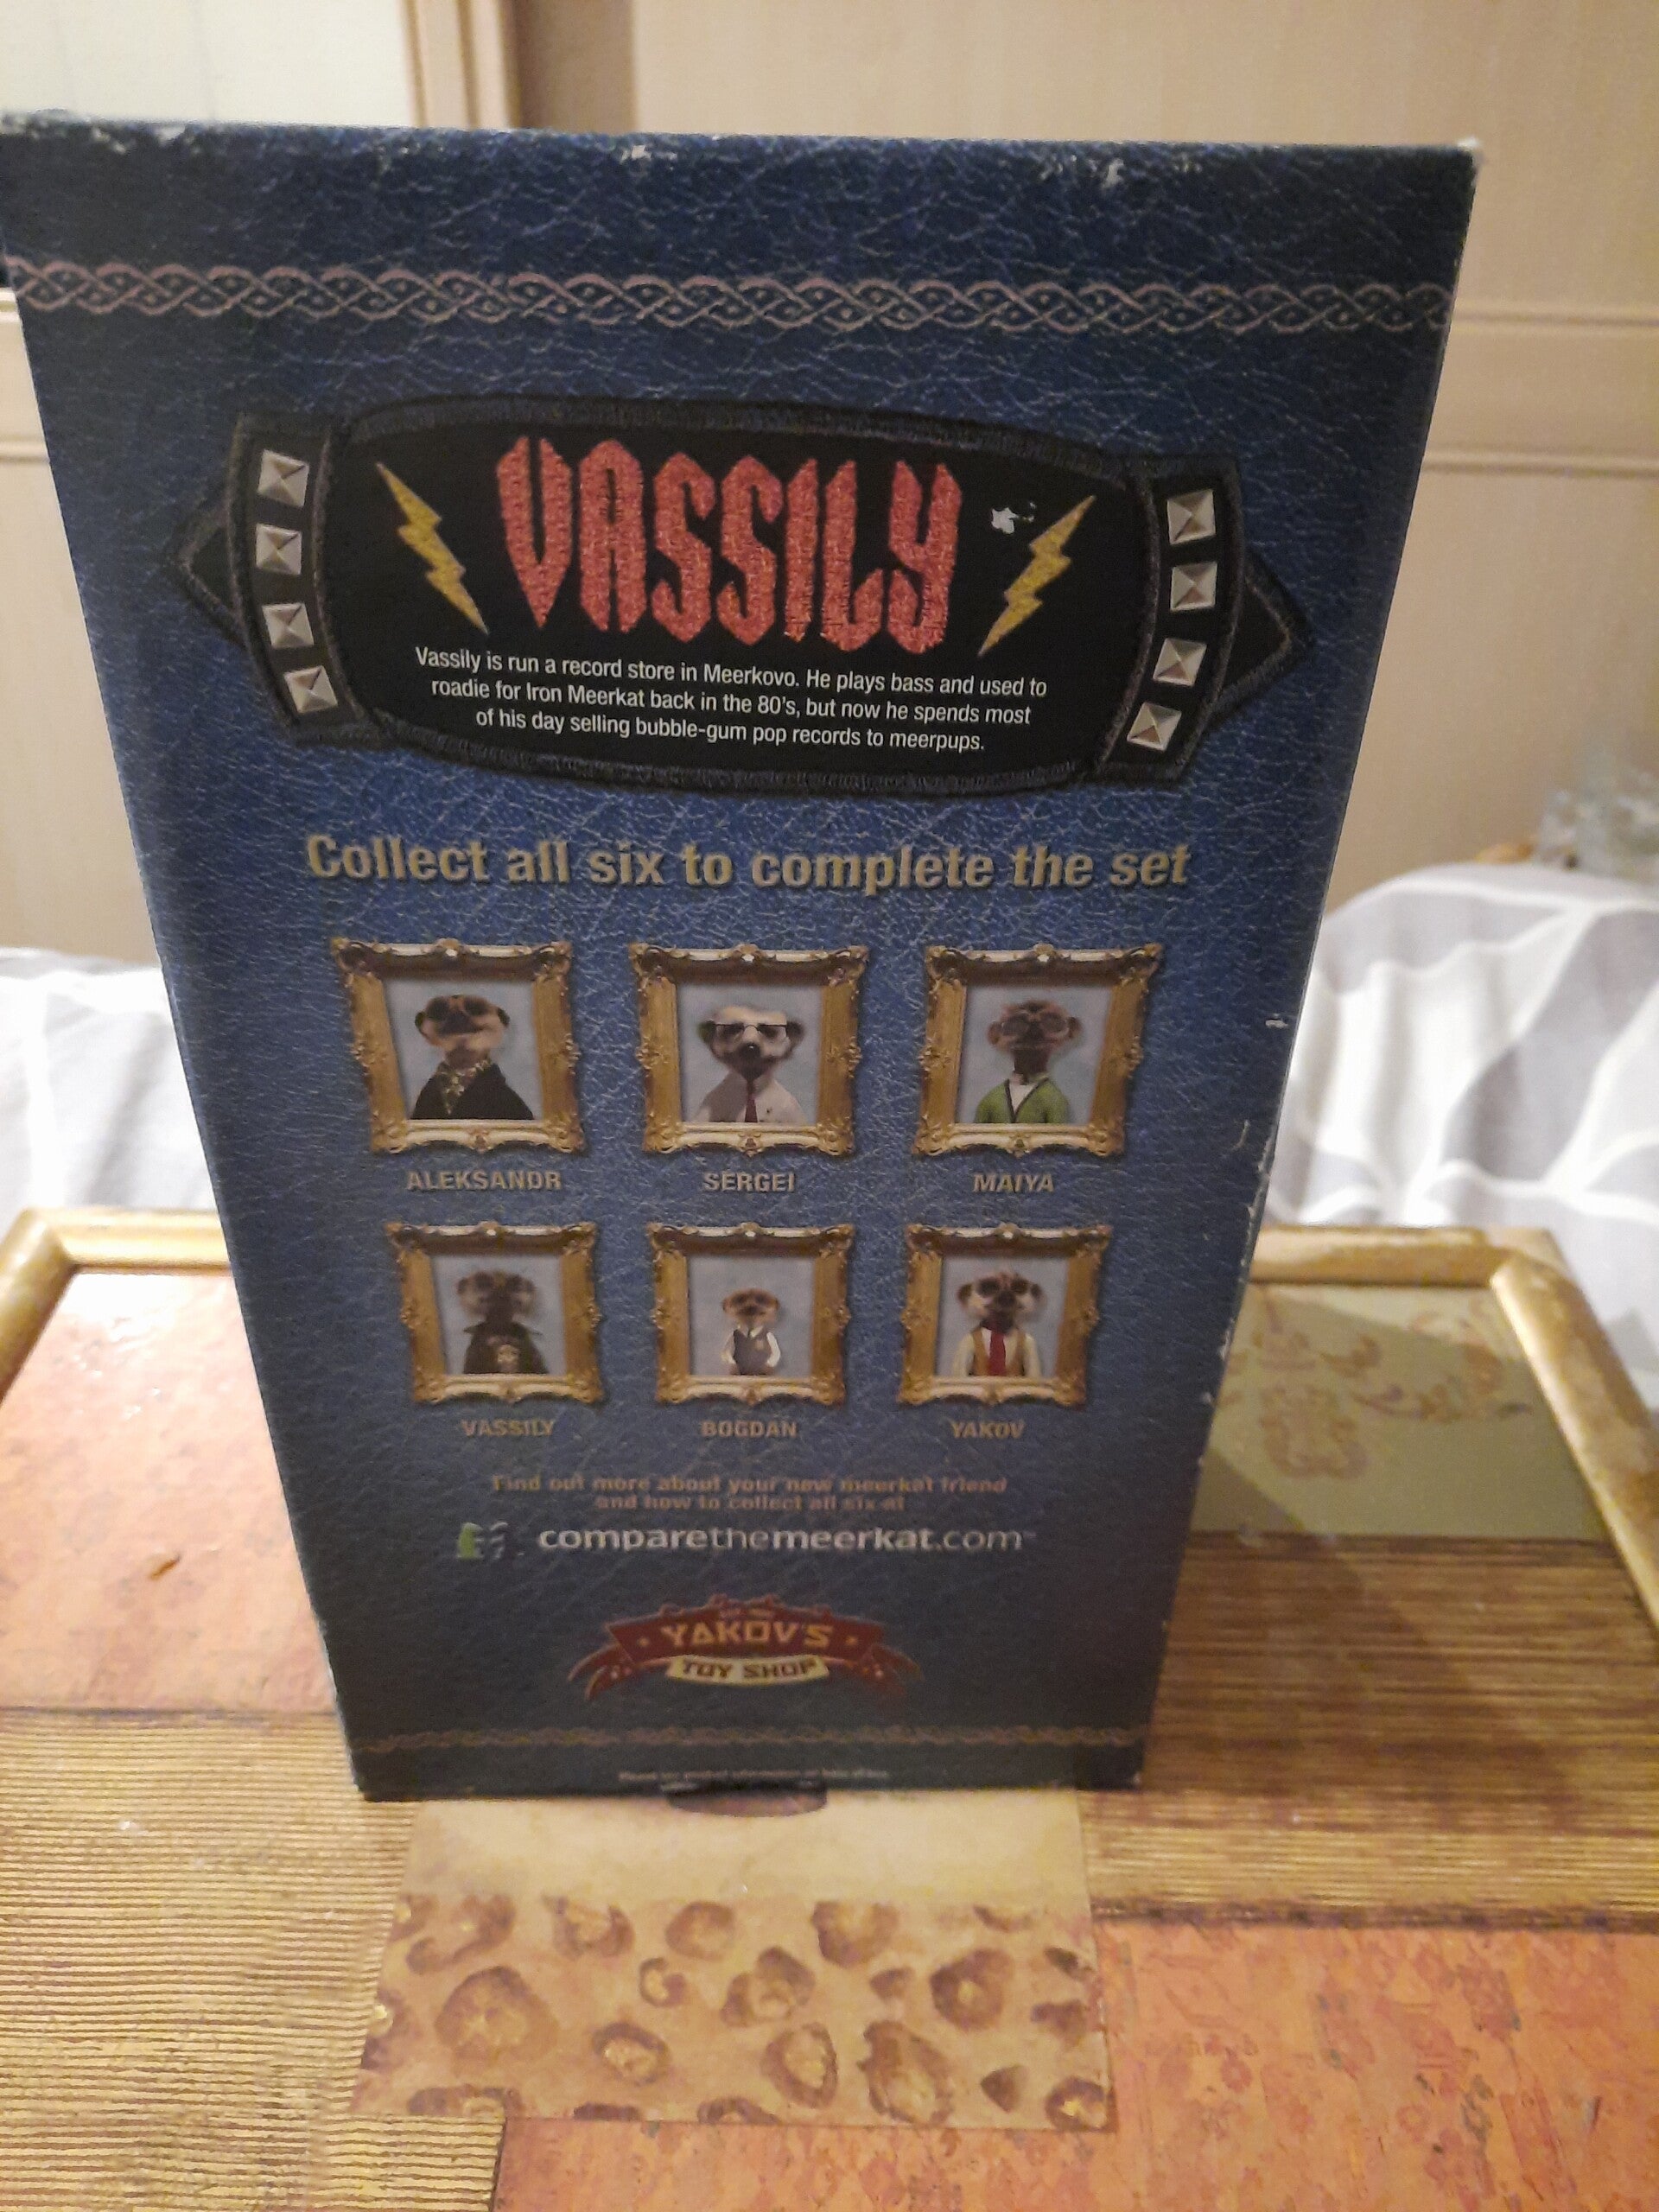 VASSILY
Vassily is run a record store in Meerkovo. He plays bass and used to
roadie for Iron Meerkat back in the 80's, but now he spends most
of his day selling bubble-gum pop records to meerpups.
Collect all six to complete the set
ALEKSANDR SERGEI MAIYA
VASSILY BOGDAN YAKOV
Find out more about your new meerkat friend
and how to collect all six at
comparethemeerkat.com™
YAKOV'S
TOY SHOP